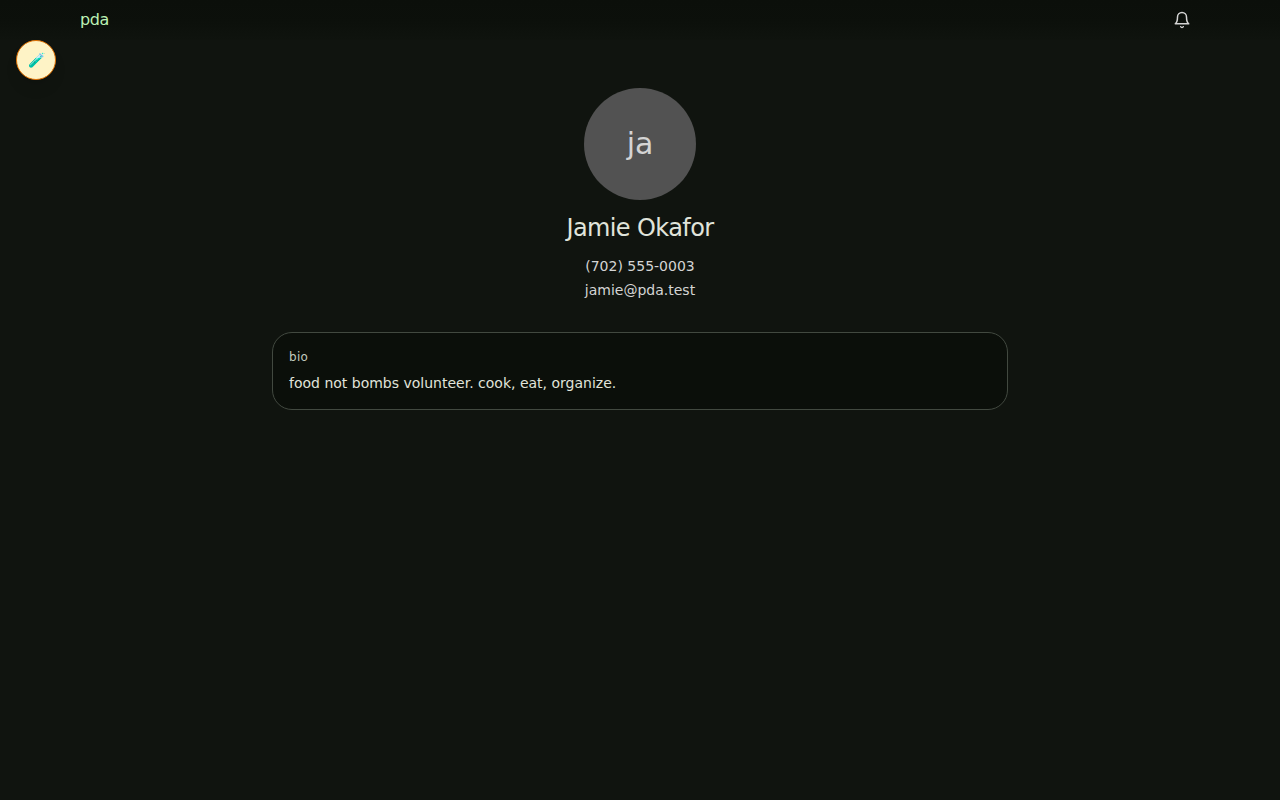 pda
ja
Jamie Okafor
(702) 555-0003
jamie@pda.test
bio
food not bombs volunteer. cook, eat, organize.